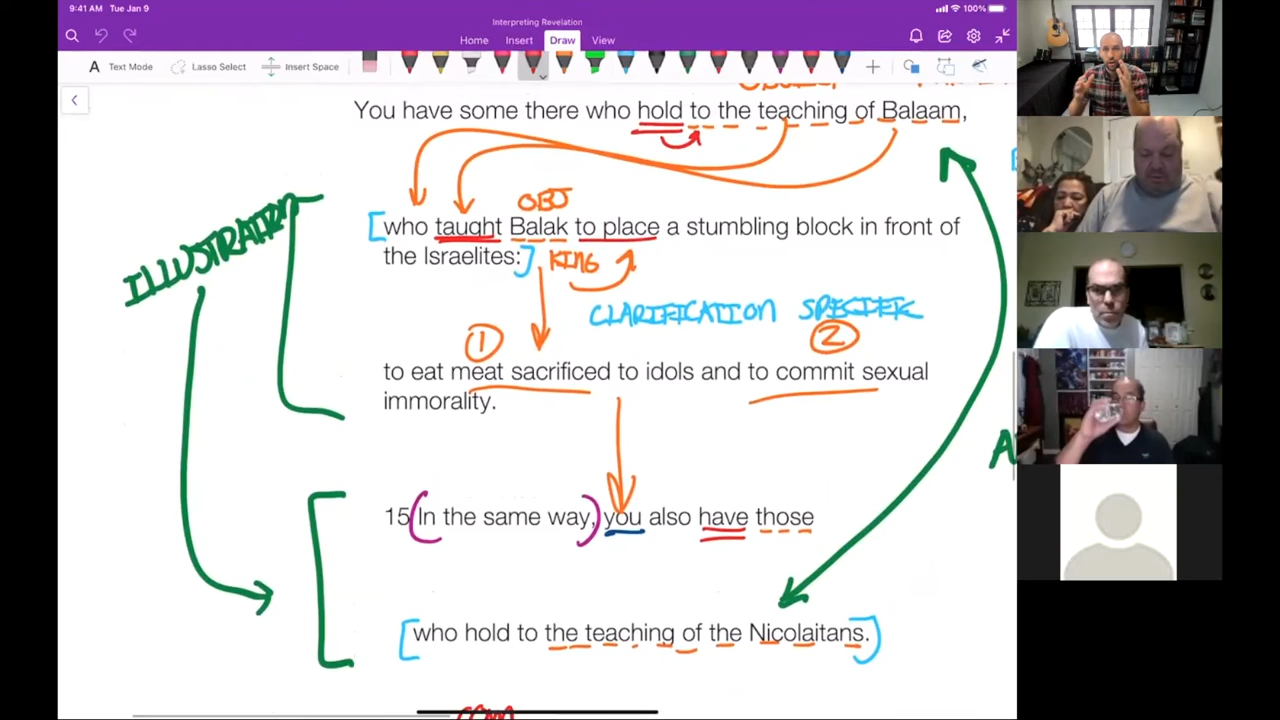 9:41 AM Tue Jan 9
100%
Interpreting Revelation
Home Insert Draw View
Text Mode Lasso Select Insert Space
You have some there who hold to the teaching of Balaam,
OBJ
[who taught Balak to place a stumbling block in front of
the Israelites:] KING
ILLUSTRATION
CLARIFICATION SPECIFIC
1 2
to eat meat sacrificed to idols and to commit sexual
immorality.
15 (In the same way,) you also have those
[who hold to the teaching of the Nicolaitans.]